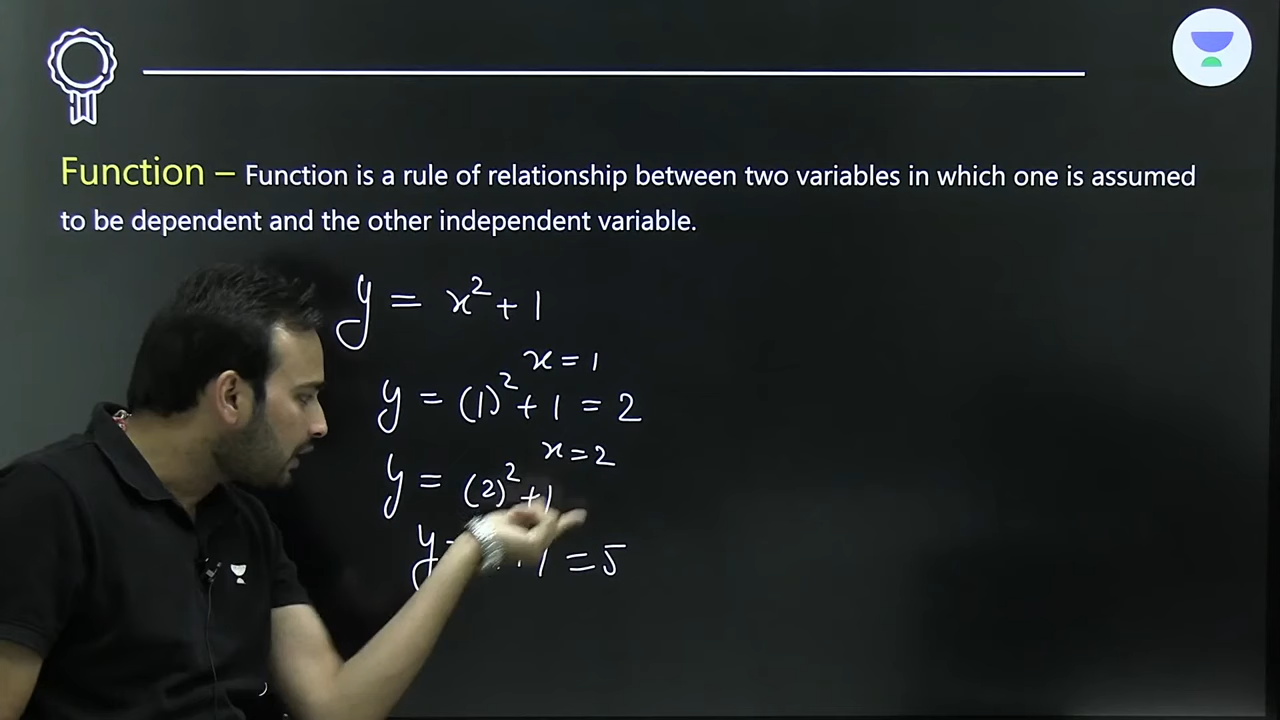 Function – Function is a rule of relationship between two variables in which one is assumed
to be dependent and the other independent variable.
y = x² + 1
x = 1
y = (1)² + 1 = 2
x = 2
y = (2)² + 1
y 1 = 5